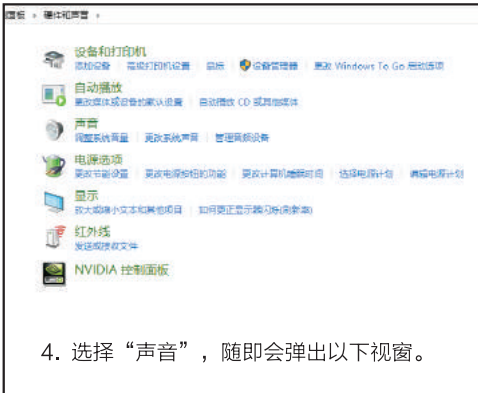 面板 › 硬件和声音 ›
设备和打印机
添加设备 高级打印机设置 鼠标 设备管理器 更改 Windows To Go 启动选项
自动播放
更改媒体或设备的默认设置 自动播放 CD 或其他媒体
声音
调整系统音量 更改系统声音 管理音频设备
电源选项
更改节能设置 更改电源按钮的功能 更改计算机睡眠时间 选择电源计划 编辑电源计划
显示
放大或缩小文本和其他项目 如何更正显示器闪烁(刷新率)
红外线
发送或接收文件
NVIDIA 控制面板
4. 选择“声音”，随即会弹出以下视窗。